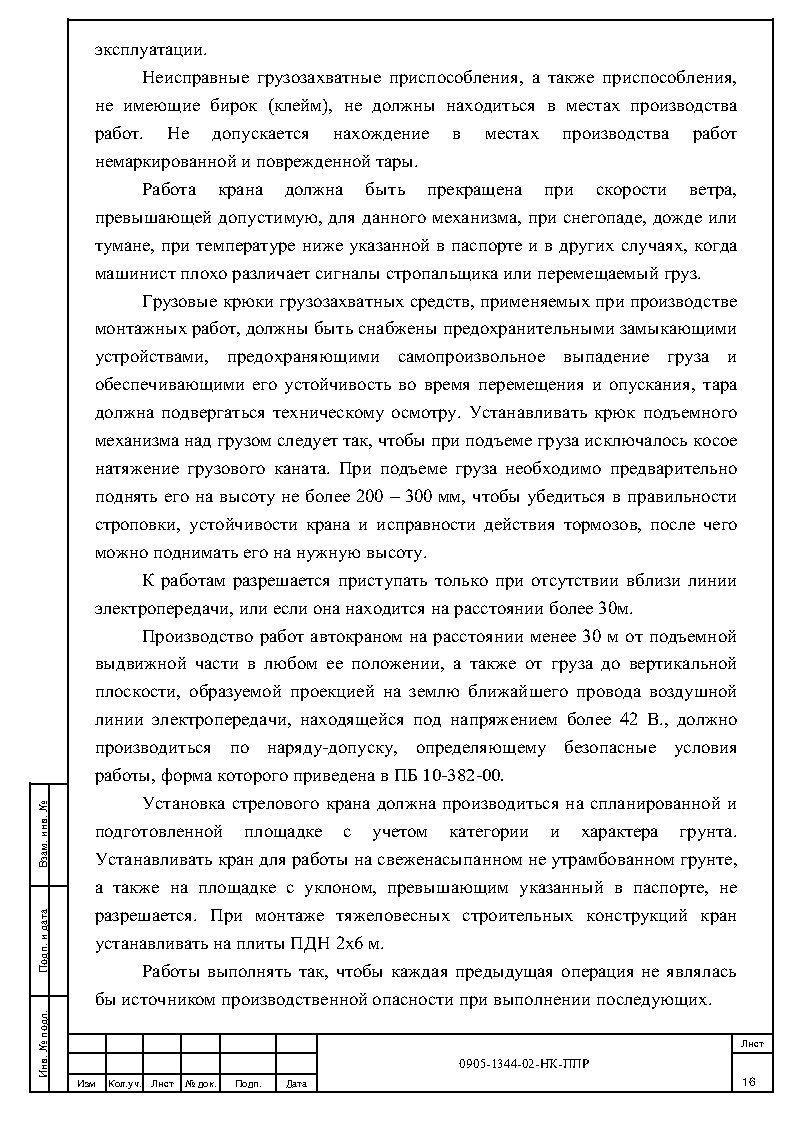 эксплуатации.
Неисправные грузозахватные приспособления, а также приспособления,
не имеющие бирок (клейм), не должны находиться в местах производства
работ. Не допускается нахождение в местах производства работ
немаркированной и поврежденной тары.
Работа крана должна быть прекращена при скорости ветра,
превышающей допустимую, для данного механизма, при снегопаде, дожде или
тумане, при температуре ниже указанной в паспорте и в других случаях, когда
машинист плохо различает сигналы стропальщика или перемещаемый груз.
Грузовые крюки грузозахватных средств, применяемых при производстве
монтажных работ, должны быть снабжены предохранительными замыкающими
устройствами, предохраняющими самопроизвольное выпадение груза и
обеспечивающими его устойчивость во время перемещения и опускания, тара
должна подвергаться техническому осмотру. Устанавливать крюк подъемного
механизма над грузом следует так, чтобы при подъеме груза исключалось косое
натяжение грузового каната. При подъеме груза необходимо предварительно
поднять его на высоту не более 200 – 300 мм, чтобы убедиться в правильности
строповки, устойчивости крана и исправности действия тормозов, после чего
можно поднимать его на нужную высоту.
К работам разрешается приступать только при отсутствии вблизи линии
электропередачи, или если она находится на расстоянии более 30м.
Производство работ автокраном на расстоянии менее 30 м от подъемной
выдвижной части в любом ее положении, а также от груза до вертикальной
плоскости, образуемой проекцией на землю ближайшего провода воздушной
линии электропередачи, находящейся под напряжением более 42 В., должно
производиться по наряду-допуску, определяющему безопасные условия
работы, форма которого приведена в ПБ 10-382-00.
Установка стрелового крана должна производиться на спланированной и
подготовленной площадке с учетом категории и характера грунта.
Устанавливать кран для работы на свеженасыпанном не утрамбованном грунте,
а также на площадке с уклоном, превышающим указанный в паспорте, не
разрешается. При монтаже тяжеловесных строительных конструкций кран
устанавливать на плиты ПДН 2х6 м.
Работы выполнять так, чтобы каждая предыдущая операция не являлась
бы источником производственной опасности при выполнении последующих.
Взам. инв. №
Подп. и дата
Инв. № подл.
Изм Кол.уч. Лист № док. Подп. Дата
0905-1344-02-НК-ППР
Лист
16